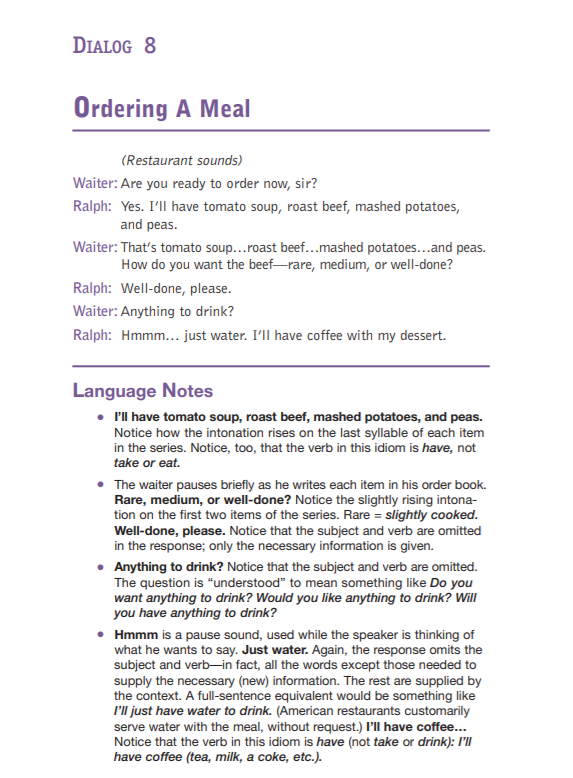 DIALOG 8
Ordering A Meal
(Restaurant sounds)
Waiter: Are you ready to order now, sir?
Ralph: Yes. I'll have tomato soup, roast beef, mashed potatoes,
and peas.
Waiter: That's tomato soup...roast beef...mashed potatoes...and peas.
How do you want the beef—rare, medium, or well-done?
Ralph: Well-done, please.
Waiter: Anything to drink?
Ralph: Hmmm... just water. I'll have coffee with my dessert.
Language Notes
• I'll have tomato soup, roast beef, mashed potatoes, and peas.
Notice how the intonation rises on the last syllable of each item
in the series. Notice, too, that the verb in this idiom is have, not
take or eat.
• The waiter pauses briefly as he writes each item in his order book.
Rare, medium, or well-done? Notice the slightly rising intona-
tion on the first two items of the series. Rare = slightly cooked.
Well-done, please. Notice that the subject and verb are omitted
in the response; only the necessary information is given.
• Anything to drink? Notice that the subject and verb are omitted.
The question is “understood” to mean something like Do you
want anything to drink? Would you like anything to drink? Will
you have anything to drink?
• Hmmm is a pause sound, used while the speaker is thinking of
what he wants to say. Just water. Again, the response omits the
subject and verb—in fact, all the words except those needed to
supply the necessary (new) information. The rest are supplied by
the context. A full-sentence equivalent would be something like
I'll just have water to drink. (American restaurants customarily
serve water with the meal, without request.) I'll have coffee...
Notice that the verb in this idiom is have (not take or drink): I'll
have coffee (tea, milk, a coke, etc.).